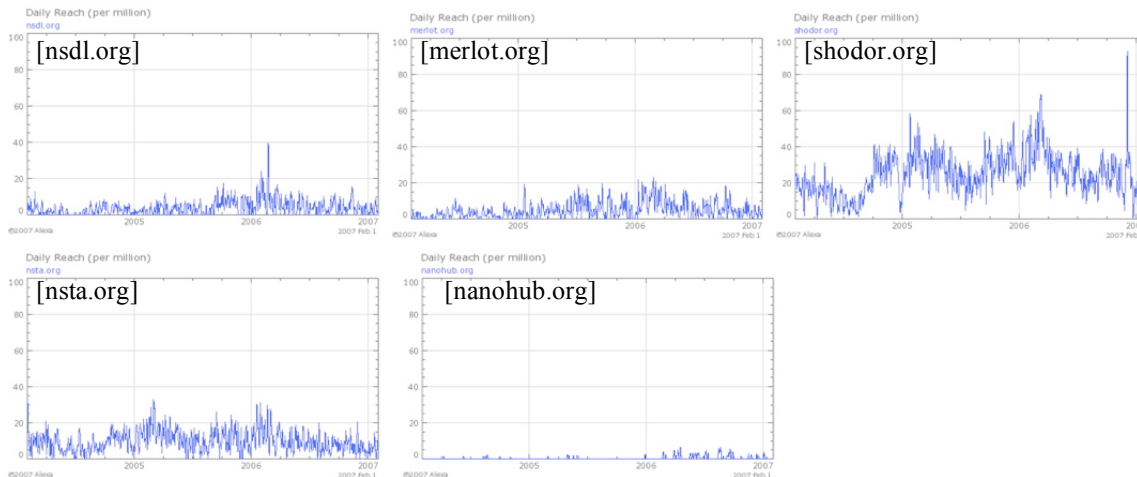 Daily Reach (per million)
nsdl.org
[nsdl.org]
100
80
60
40
20
0
2005
2006
2007
©2007 Alexa
2007 Feb 1
Daily Reach (per million)
merlot.org
[merlot.org]
100
80
60
40
20
0
2005
2006
2007
©2007 Alexa
2007 Feb 1
Daily Reach (per million)
shodor.org
[shodor.org]
100
80
60
40
20
0
2005
2006
2007
©2007 Alexa
2007 Feb 1
Daily Reach (per million)
nsta.org
[nsta.org]
100
80
60
40
20
0
2005
2006
2007
©2007 Alexa
2007 Feb 1
Daily Reach (per million)
nanohub.org
[nanohub.org]
100
80
60
40
20
0
2005
2006
2007
©2007 Alexa
2007 Feb 1